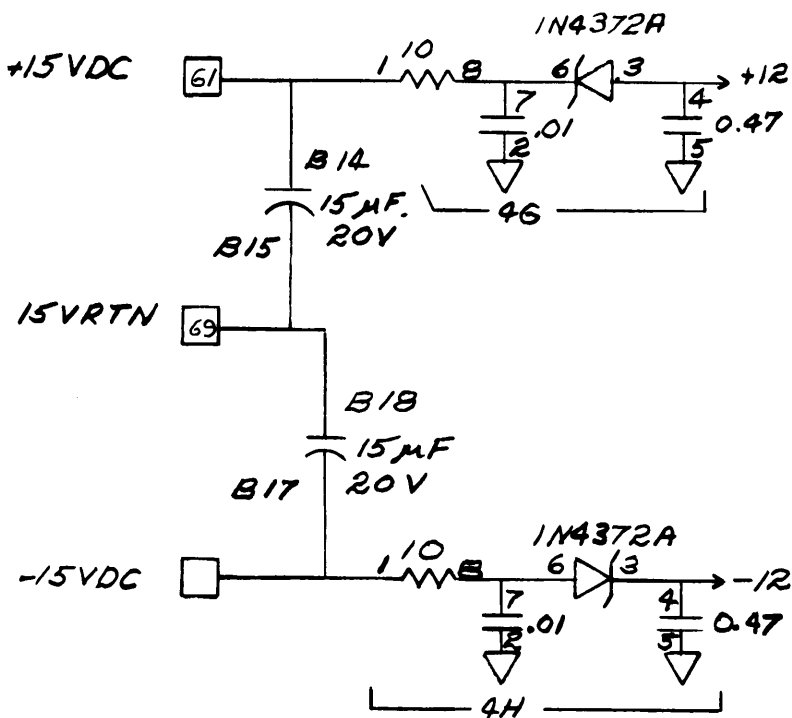 1N4372A
+15VDC 61 1 10 8 6 3 +12
7 .01 2
4 0.47 5
B14
15µF.
20V
B15
4G
15VRTN 69
B18
15µF
20V
B17
1N4372A
-15VDC 1 10 8 6 3 -12
7 .01 2
4 0.47 5
4H